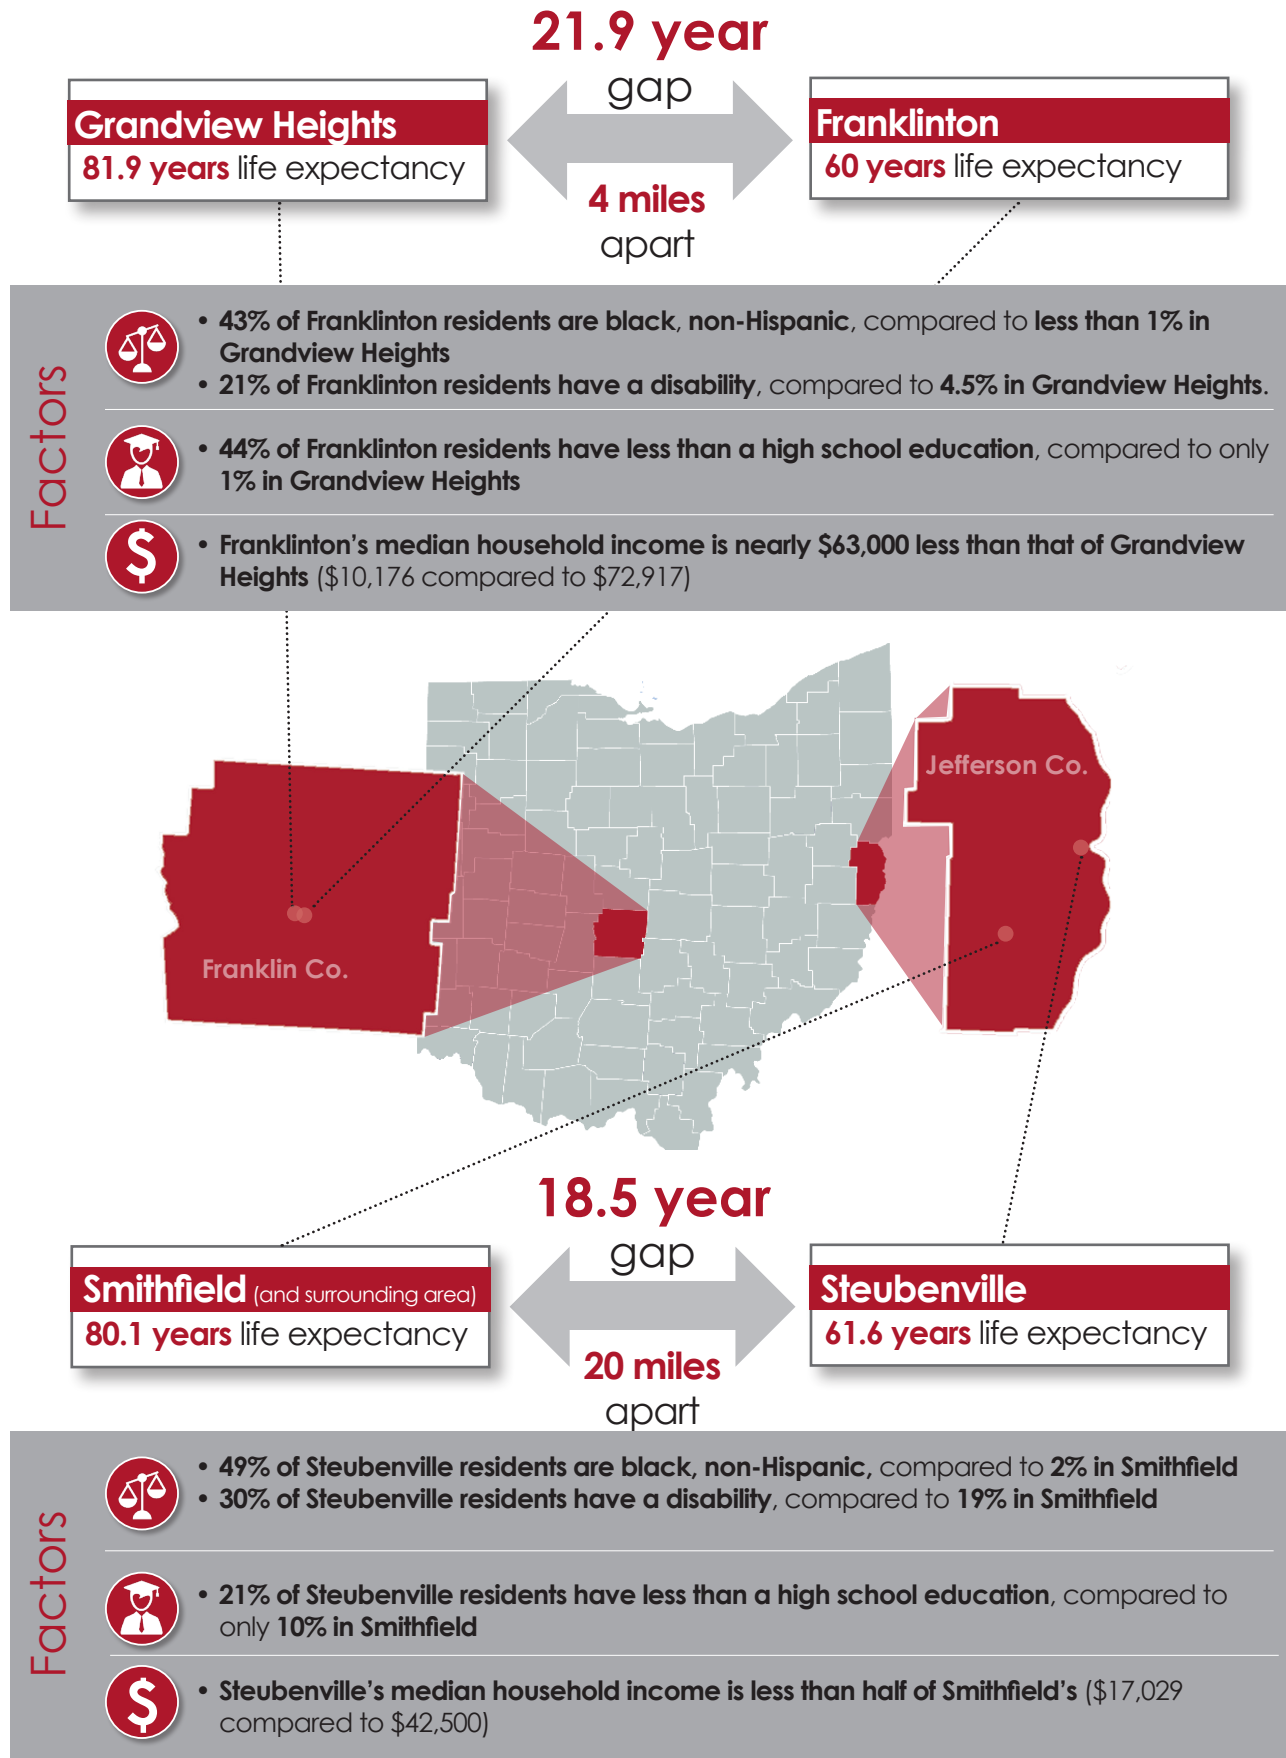 21.9 year
gap
Grandview Heights
81.9 years life expectancy
Franklinton
60 years life expectancy
4 miles
apart
Factors
• 43% of Franklinton residents are black, non-Hispanic, compared to less than 1% in
Grandview Heights
• 21% of Franklinton residents have a disability, compared to 4.5% in Grandview Heights.
• 44% of Franklinton residents have less than a high school education, compared to only
1% in Grandview Heights
$
• Franklinton's median household income is nearly $63,000 less than that of Grandview
Heights ($10,176 compared to $72,917)
Jefferson Co.
Franklin Co.
18.5 year
gap
Smithfield (and surrounding area)
80.1 years life expectancy
Steubenville
61.6 years life expectancy
20 miles
apart
Factors
• 49% of Steubenville residents are black, non-Hispanic, compared to 2% in Smithfield
• 30% of Steubenville residents have a disability, compared to 19% in Smithfield
• 21% of Steubenville residents have less than a high school education, compared to
only 10% in Smithfield
$
• Steubenville's median household income is less than half of Smithfield's ($17,029
compared to $42,500)